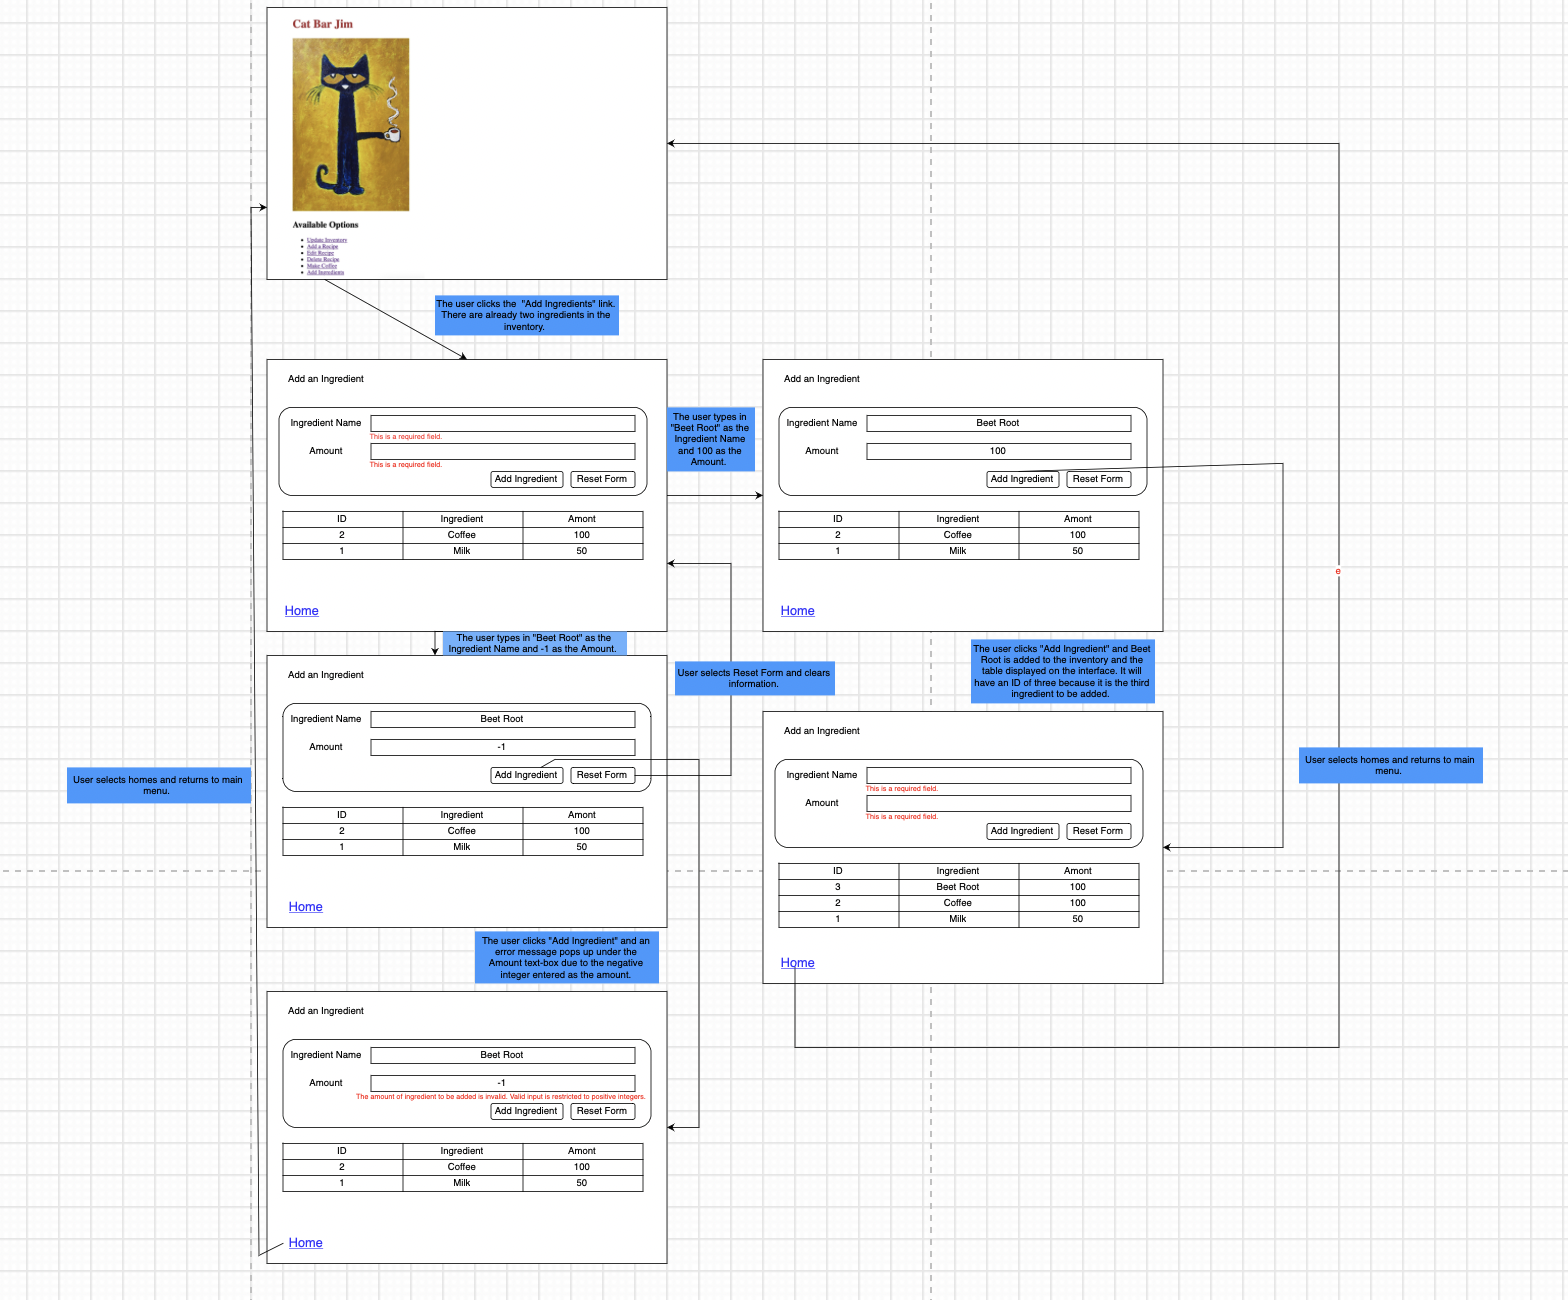 Cat Bar Jim
Available Options
Update Inventory
Add a Recipe
Edit Recipe
Delete Recipe
Make Coffee
Add Ingredients
The user clicks the "Add Ingredients" link.
There are already two ingredients in the
inventory.
Add an Ingredient
Ingredient Name
This is a required field.
Amount
This is a required field.
Add Ingredient Reset Form
ID Ingredient Amont
2 Coffee 100
1 Milk 50
Home
The user types in
"Beet Root" as the
Ingredient Name
and 100 as the
Amount.
Add an Ingredient
Ingredient Name Beet Root
Amount 100
Add Ingredient Reset Form
ID Ingredient Amont
2 Coffee 100
1 Milk 50
Home
e
The user types in "Beet Root" as the
Ingredient Name and -1 as the Amount.
User selects Reset Form and clears
information.
The user clicks "Add Ingredient" and Beet
Root is added to the inventory and the
table displayed on the interface. It will
have an ID of three because it is the third
ingredient to be added.
Add an Ingredient
Ingredient Name Beet Root
Amount -1
Add Ingredient Reset Form
ID Ingredient Amont
2 Coffee 100
1 Milk 50
Home
User selects homes and returns to main
menu.
Add an Ingredient
Ingredient Name
This is a required field.
Amount
This is a required field.
Add Ingredient Reset Form
ID Ingredient Amont
3 Beet Root 100
2 Coffee 100
1 Milk 50
Home
User selects homes and returns to main
menu.
The user clicks "Add Ingredient" and an
error message pops up under the
Amount text-box due to the negative
integer entered as the amount.
Add an Ingredient
Ingredient Name Beet Root
Amount -1
The amount of ingredient to be added is invalid. Valid input is restricted to positive integers.
Add Ingredient Reset Form
ID Ingredient Amont
2 Coffee 100
1 Milk 50
Home